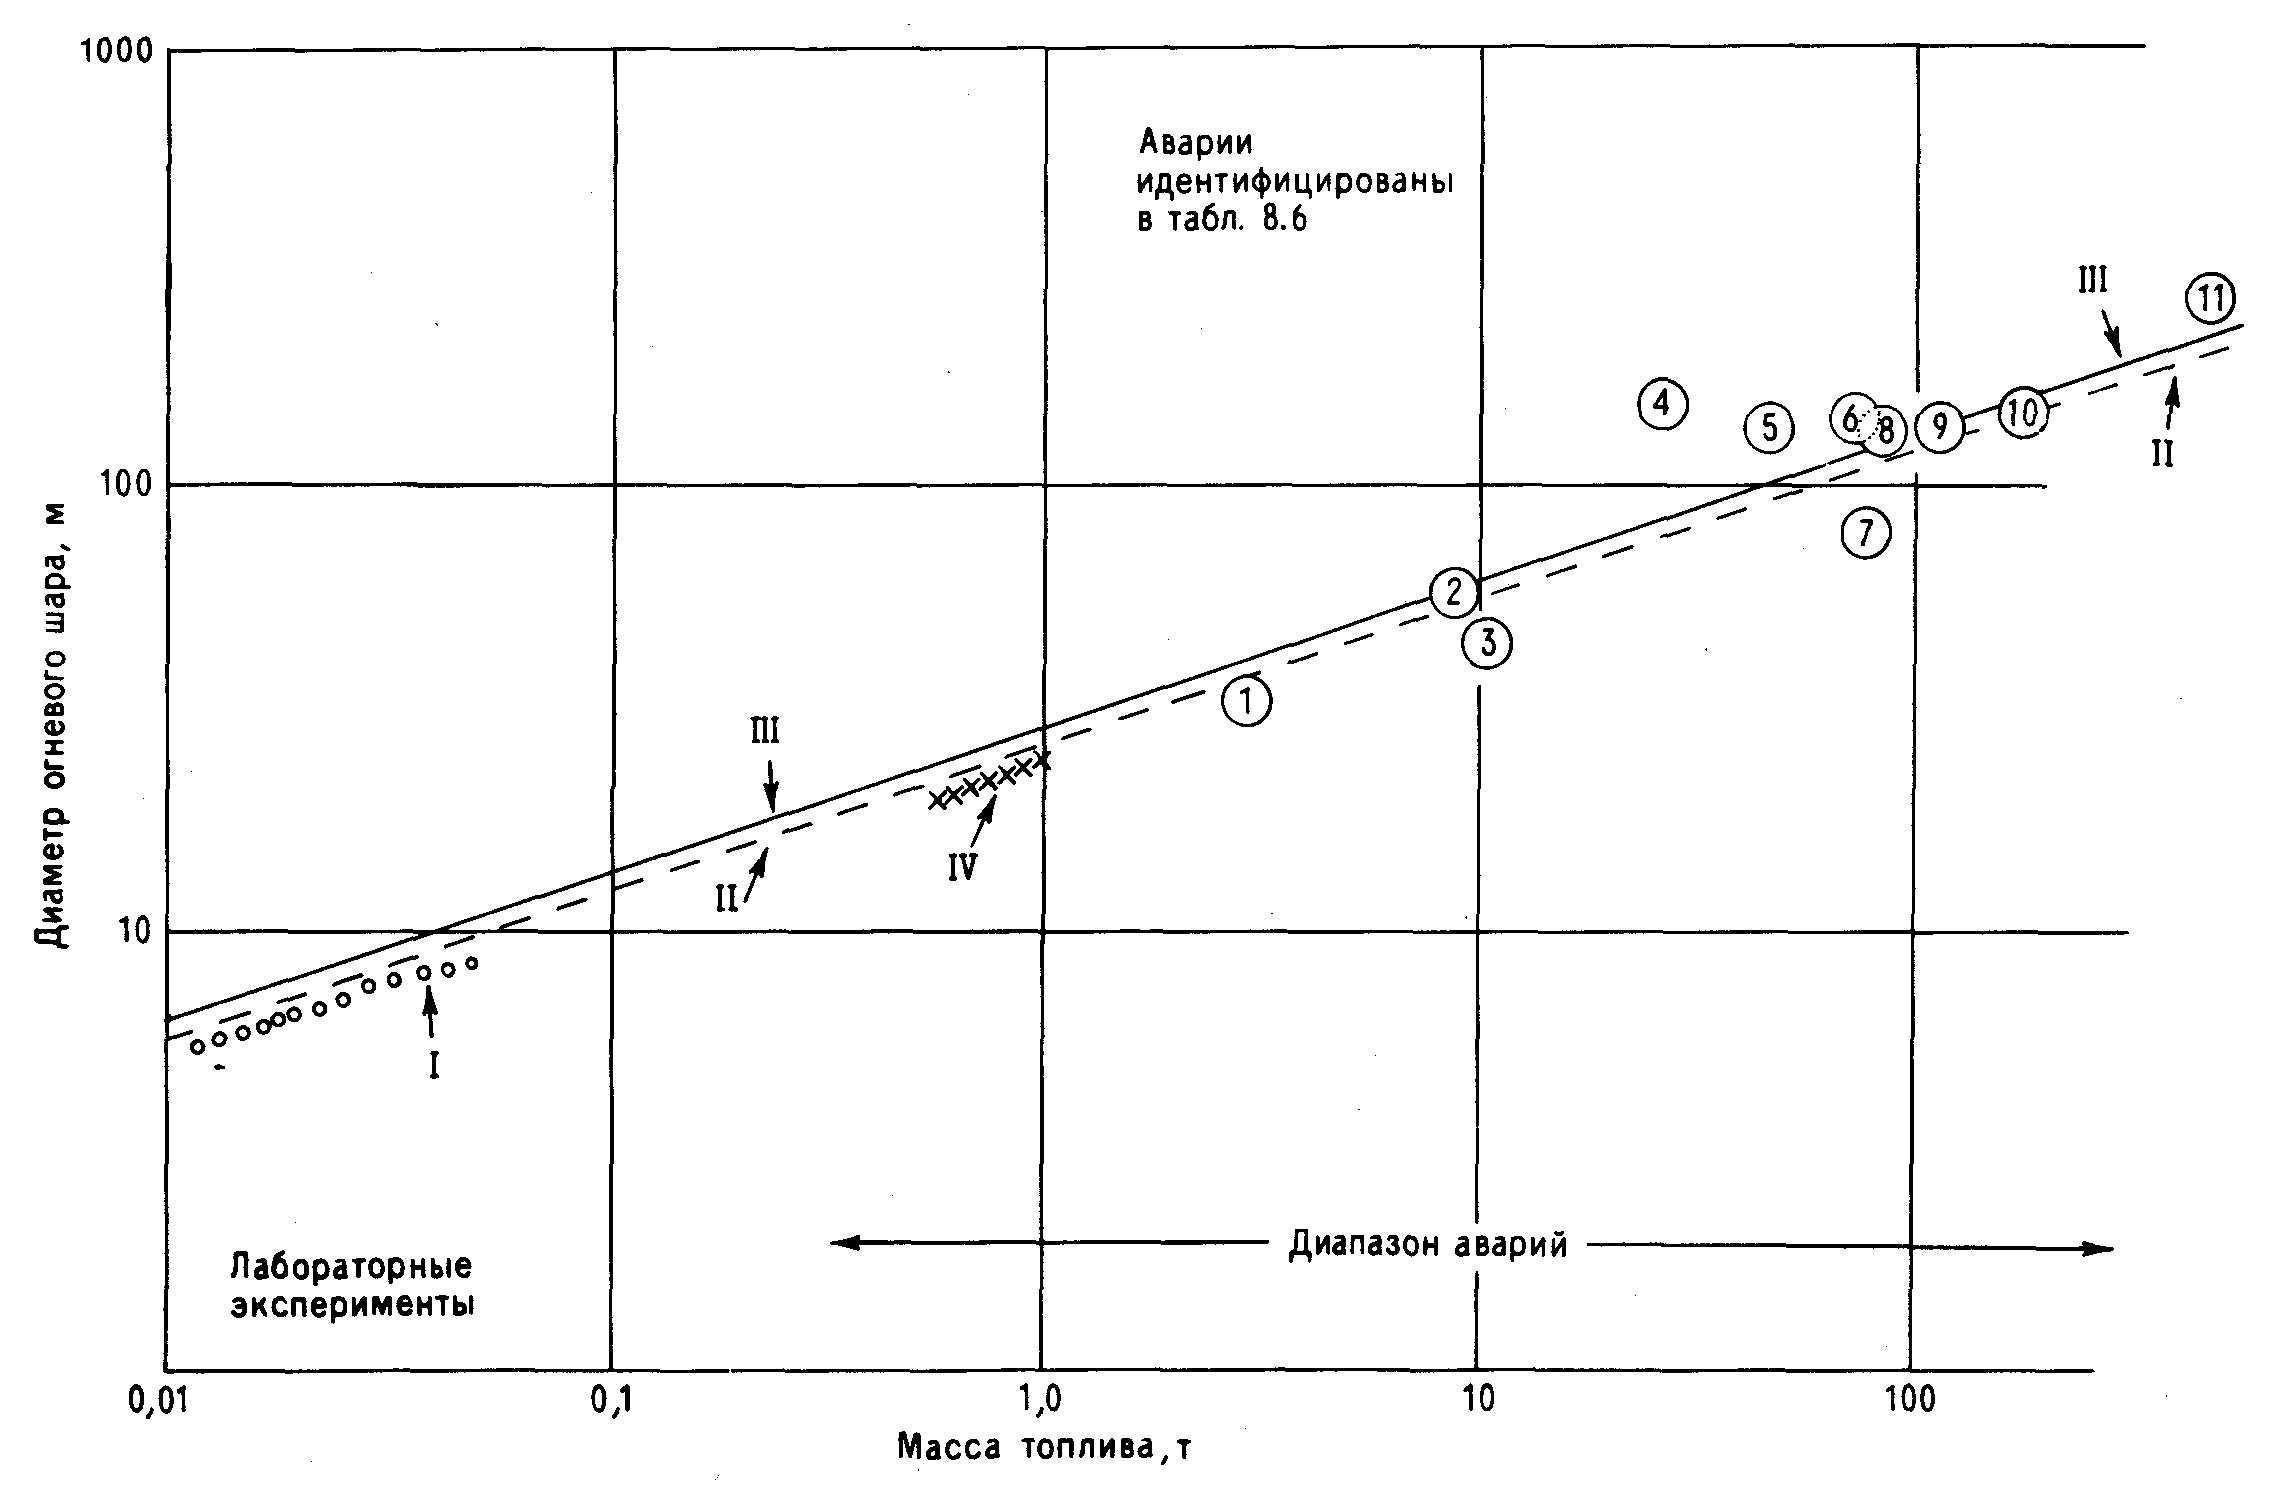 1000
Аварии
идентифицированы
в табл. 8.6
III
11
4
5
6
8
9
10
II
100
7
2
3
1
III
IV
II
10
I
Диаметр огневого шара, м
Диапазон аварий
Лабораторные
эксперименты
0,01
0,1
1,0
10
100
Масса топлива, т